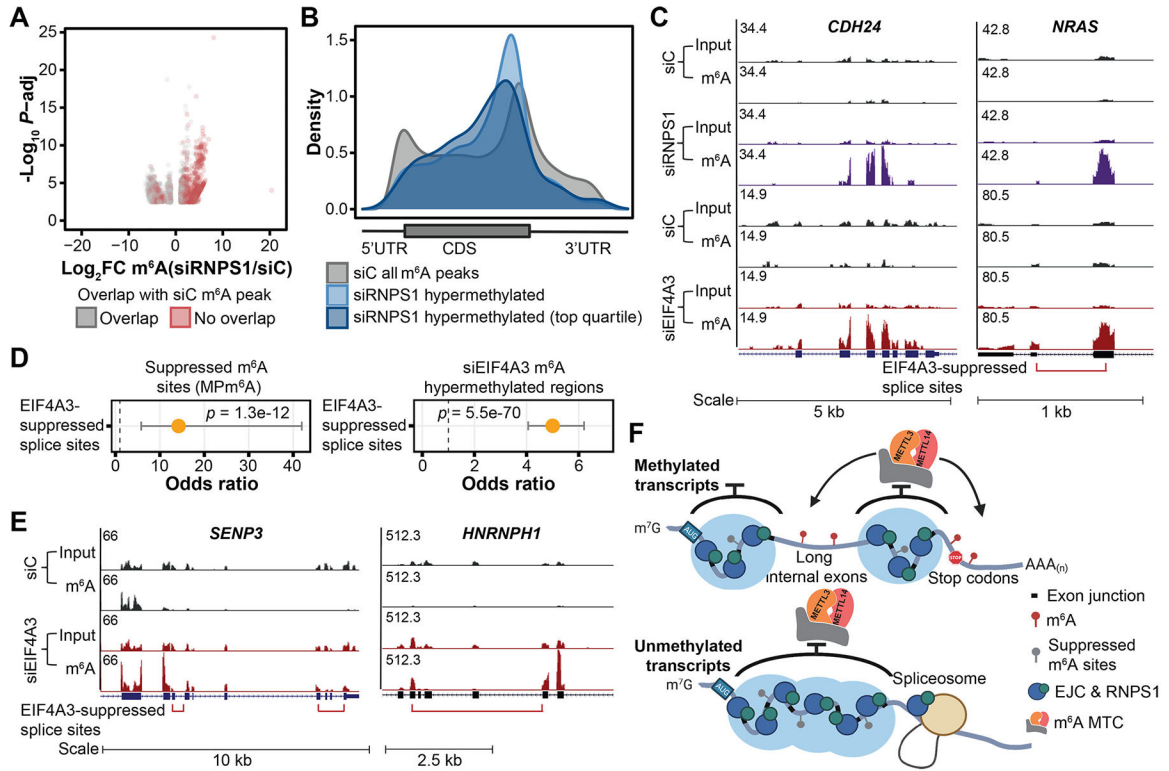 A
25
20
15
10
5
0
-Log10 P-adj
−20
−10
0
10
20
Log2FC m6A(siRNPS1/siC)
Overlap with siC m6A peak
Overlap
No overlap
B
1.5
1.0
0.5
0.0
Density
5'UTR
CDS
3'UTR
siC all m6A peaks
siRNPS1 hypermethylated
siRNPS1 hypermethylated (top quartile)
C
CDH24
NRAS
siC
Input
34.4
42.8
m6A
34.4
42.8
siRNPS1
Input
34.4
42.8
m6A
34.4
42.8
siC
Input
14.9
80.5
m6A
14.9
80.5
siEIF4A3
Input
14.9
80.5
m6A
14.9
80.5
EIF4A3-suppressed
splice sites
Scale
5 kb
1 kb
D
Suppressed m6A
sites (MPm6A)
EIF4A3-
suppressed
splice sites
p = 1.3e-12
0
10
20
30
40
Odds ratio
siEIF4A3 m6A
hypermethylated regions
EIF4A3-
suppressed
splice sites
p = 5.5e-70
0
2
4
6
Odds ratio
E
SENP3
HNRNPH1
siC
Input
66
512.3
m6A
66
512.3
siEIF4A3
Input
66
512.3
m6A
66
512.3
EIF4A3-suppressed
splice sites
Scale
10 kb
2.5 kb
F
METTL3
METTL14
Methylated
transcripts
m7G
AUG
STOP
AAA(n)
Long
internal exons
Stop codons
METTL3
METTL14
Unmethylated
transcripts
m7G
AUG
Spliceosome
Exon junction
m6A
Suppressed
m6A sites
EJC & RNPS1
m6A MTC